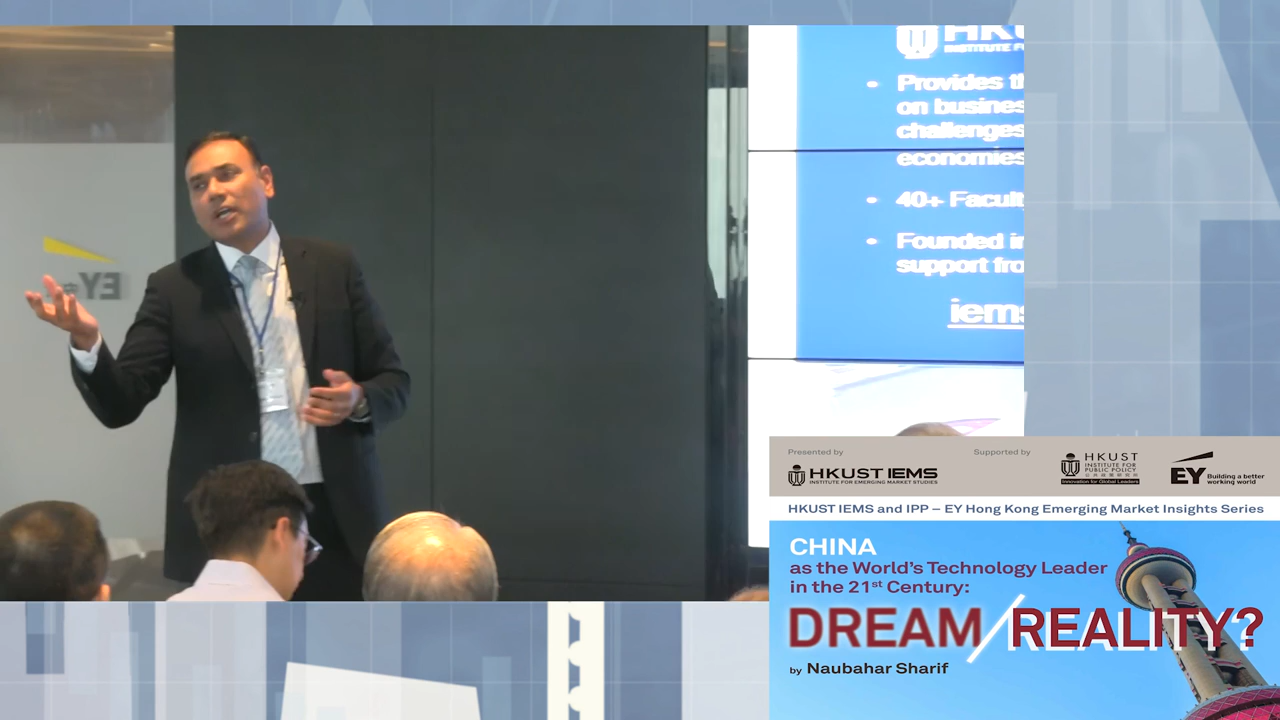 EY
HKU
INSTITUTE F
• Provides t
on busines
challenges
economies
• 40+ Facult
• Founded in
support fro
iems
Presented by
Supported by
HKUST IEMS
INSTITUTE FOR EMERGING MARKET STUDIES
HKUST
INSTITUTE FOR
PUBLIC POLICY
Innovation for Global Leaders
EY
Building a better
working world
HKUST IEMS and IPP – EY Hong Kong Emerging Market Insights Series
CHINA
as the World's Technology Leader
in the 21st Century:
DREAM/REALITY?
by Naubahar Sharif